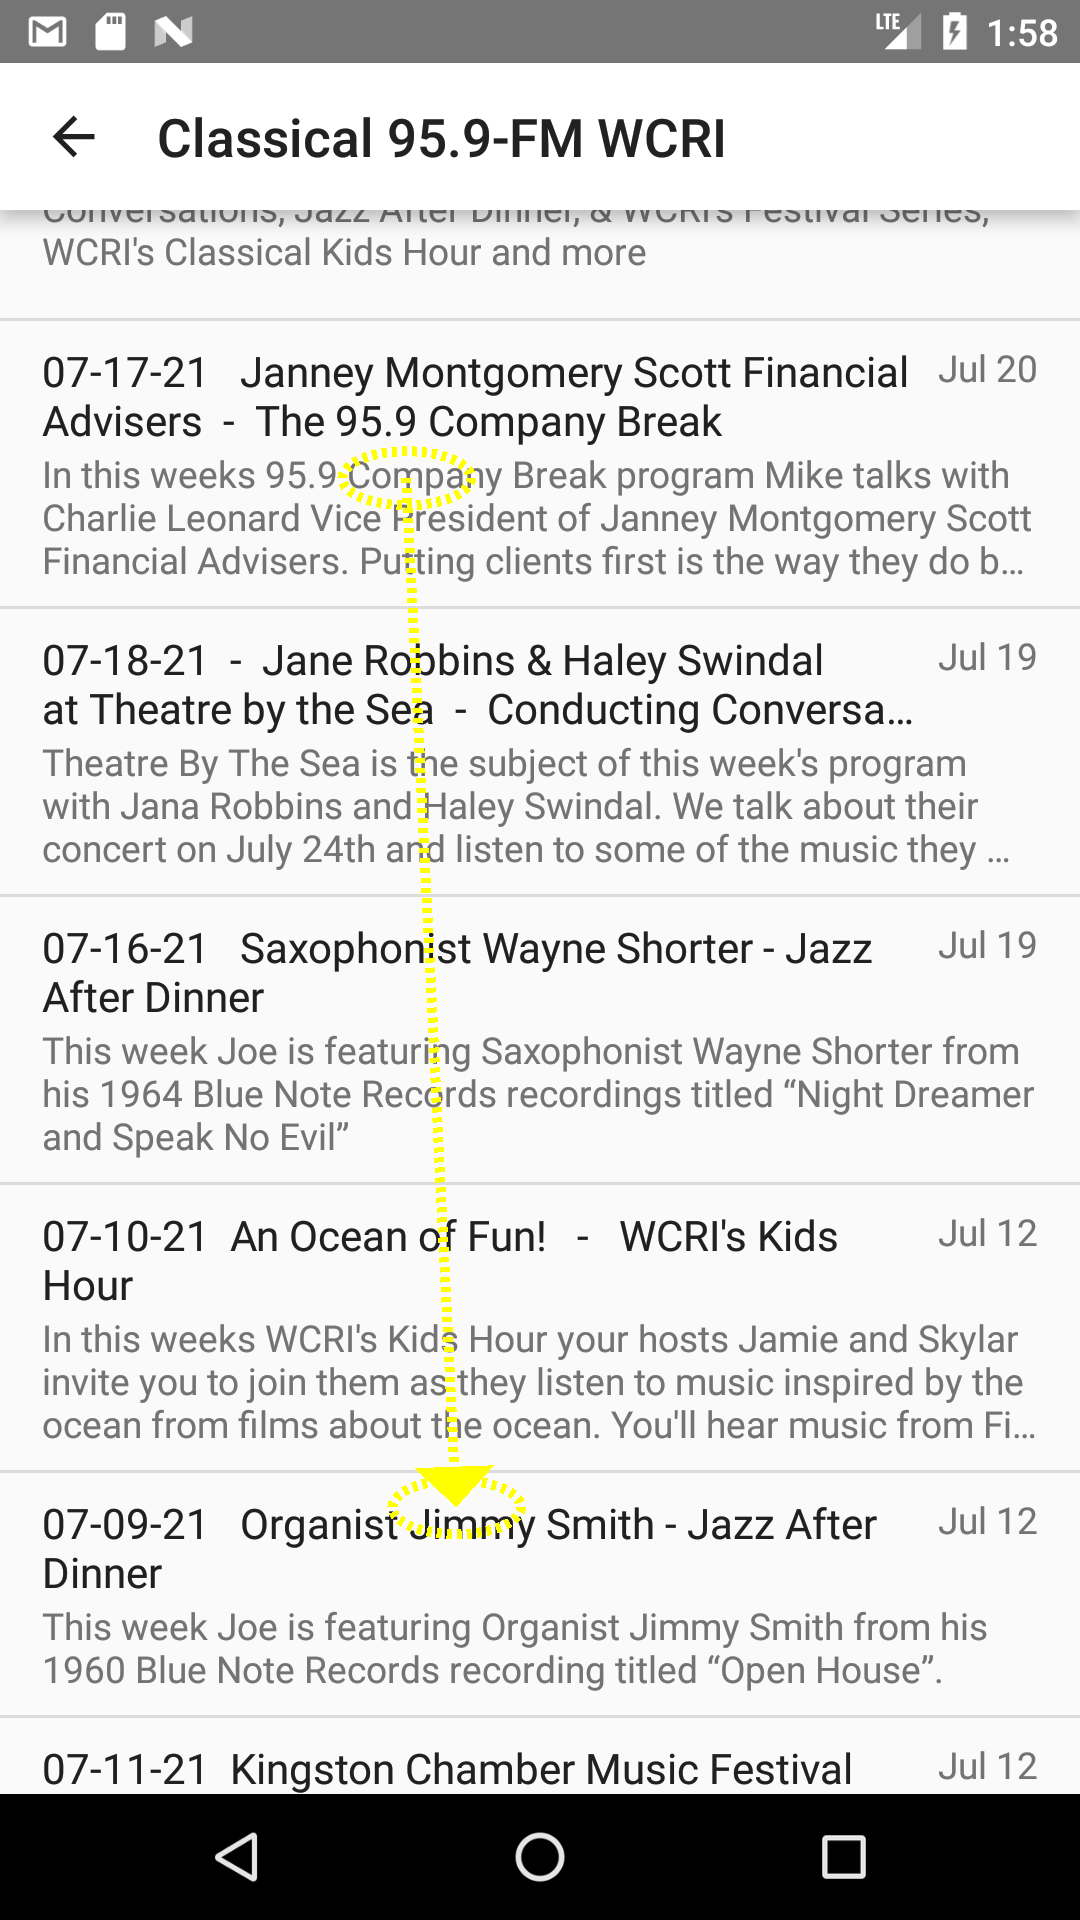 LTE 1:58
Classical 95.9-FM WCRI
Conversations, Jazz After Dinner, & WCRI's Festival Series,
WCRI's Classical Kids Hour and more
07-17-21 Janney Montgomery Scott Financial Jul 20
Advisers - The 95.9 Company Break
In this weeks 95.9 Company Break program Mike talks with
Charlie Leonard Vice President of Janney Montgomery Scott
Financial Advisers. Putting clients first is the way they do b...
07-18-21 - Jane Robbins & Haley Swindal Jul 19
at Theatre by the Sea - Conducting Conversa...
Theatre By The Sea is the subject of this week's program
with Jana Robbins and Haley Swindal. We talk about their
concert on July 24th and listen to some of the music they ...
07-16-21 Saxophonist Wayne Shorter - Jazz Jul 19
After Dinner
This week Joe is featuring Saxophonist Wayne Shorter from
his 1964 Blue Note Records recordings titled “Night Dreamer
and Speak No Evil”
07-10-21 An Ocean of Fun! - WCRI's Kids Jul 12
Hour
In this weeks WCRI's Kids Hour your hosts Jamie and Skylar
invite you to join them as they listen to music inspired by the
ocean from films about the ocean. You'll hear music from Fi...
07-09-21 Organist Jimmy Smith - Jazz After Jul 12
Dinner
This week Joe is featuring Organist Jimmy Smith from his
1960 Blue Note Records recording titled “Open House”.
07-11-21 Kingston Chamber Music Festival Jul 12